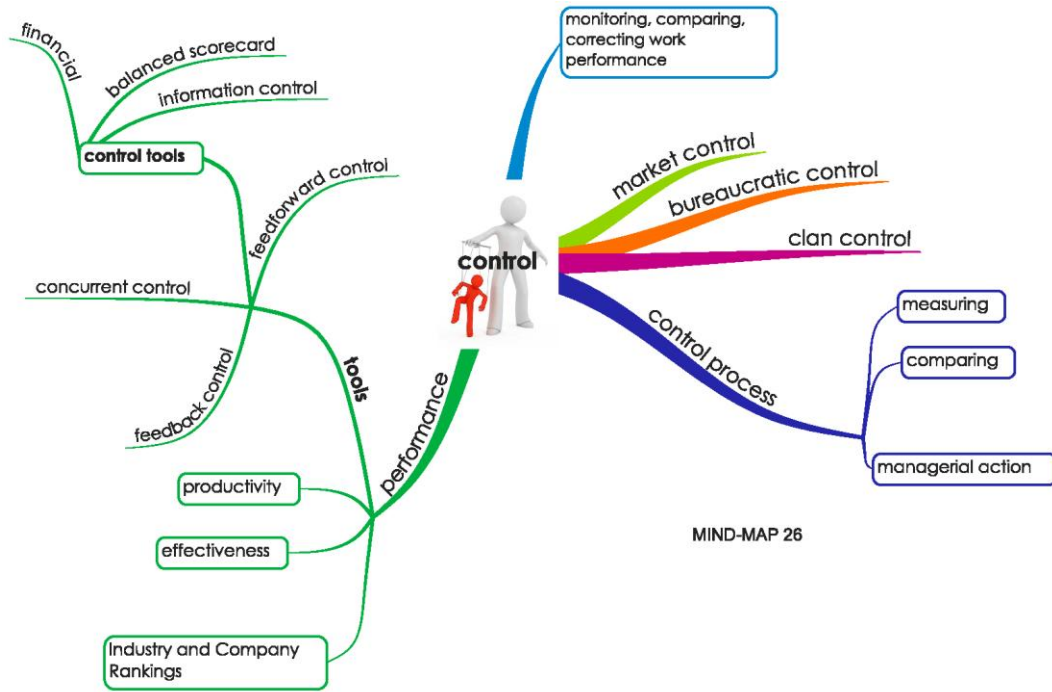 monitoring, comparing,
correcting work
performance
market control
bureaucratic control
clan control
control
control process
measuring
comparing
managerial action
performance
tools
feedforward control
concurrent control
feedback control
control tools
financial
balanced scorecard
information control
productivity
effectiveness
Industry and Company
Rankings
MIND-MAP 26